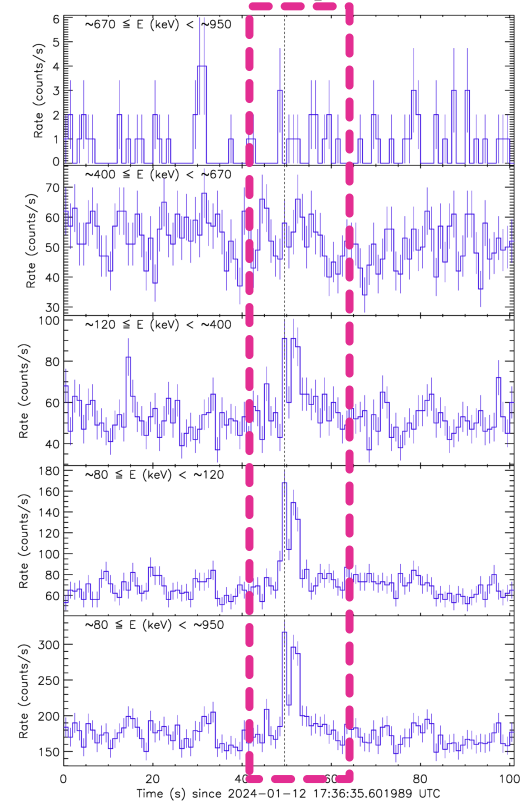 ~670 ≦ E (keV) < ~950
6
5
4
3
2
1
0
Rate (counts/s)
~400 ≦ E (keV) < ~670
70
60
50
40
30
Rate (counts/s)
~120 ≦ E (keV) < ~400
100
80
60
40
Rate (counts/s)
~80 ≦ E (keV) < ~120
180
160
140
120
100
80
60
Rate (counts/s)
~80 ≦ E (keV) < ~950
300
250
200
150
Rate (counts/s)
0 20 40 60 80 100
Time (s) since 2024-01-12 17:36:35.601989 UTC